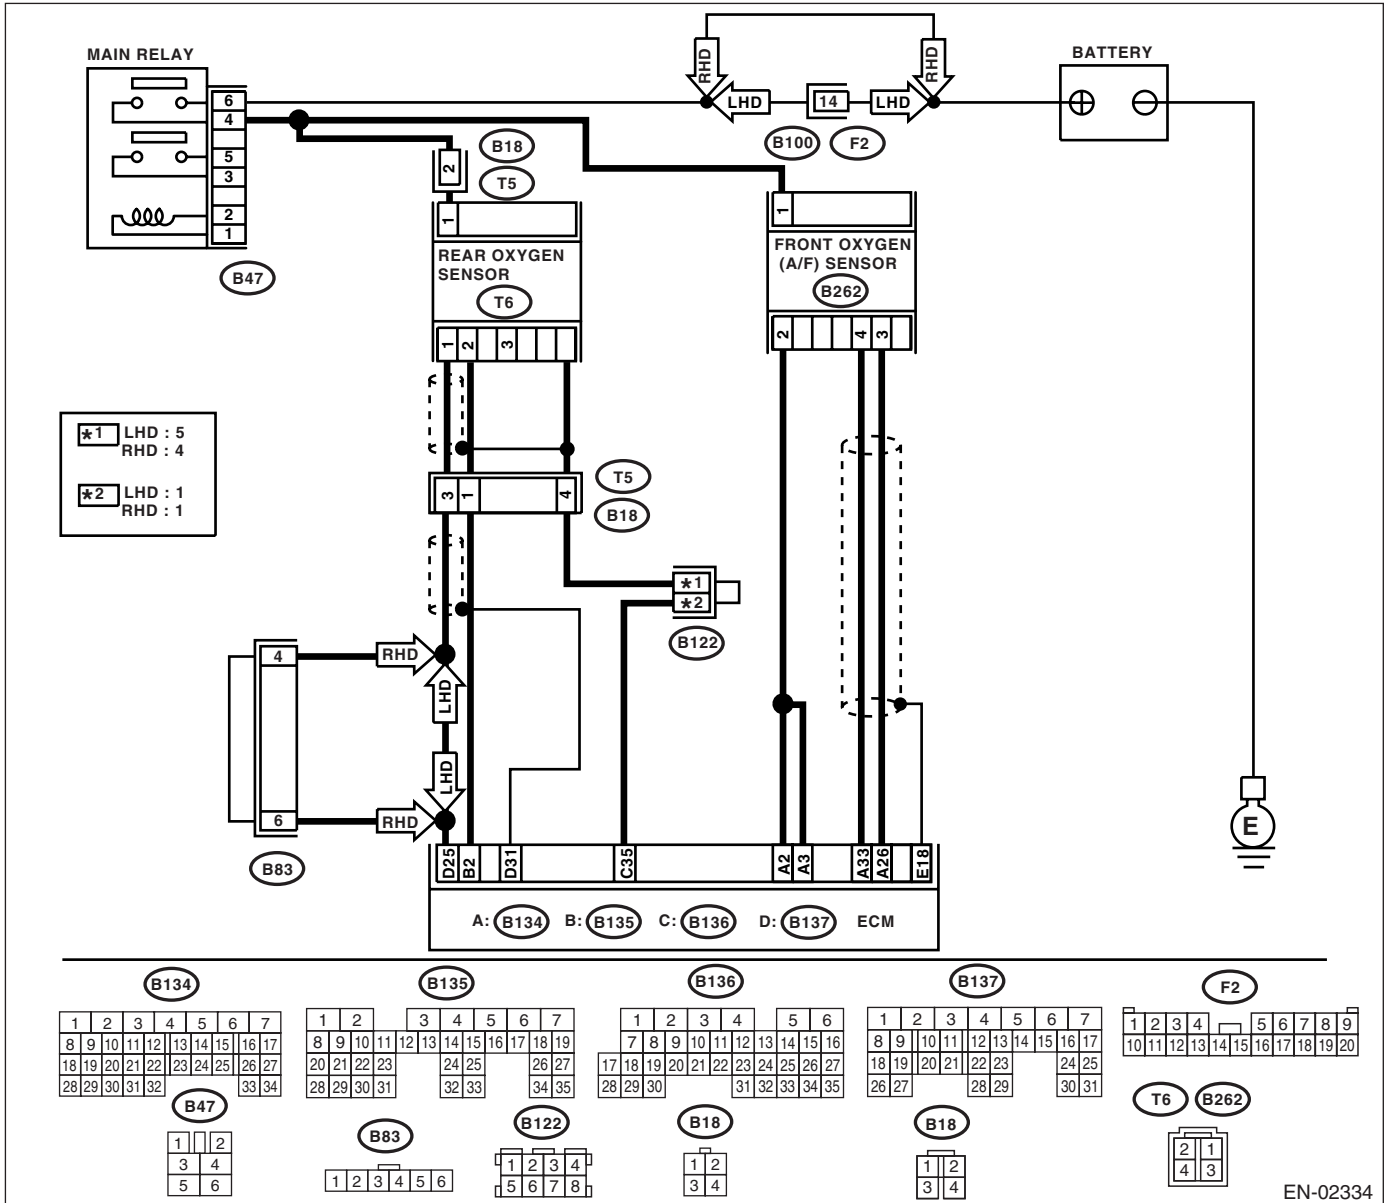 MAIN RELAY
6
4
5
3
2
1
B47
RHD
RHD
LHD
14
LHD
B100
F2
BATTERY
B18
T5
2
1
REAR OXYGEN
SENSOR
T6
1
2
3
1
FRONT OXYGEN
(A/F) SENSOR
B262
2
4
3
*1 LHD : 5
RHD : 4
*2 LHD : 1
RHD : 1
3
1
4
T5
B18
*1
*2
B122
4
RHD
LHD
LHD
6
RHD
B83
E
D25
B2
D31
C35
A2
A3
A33
A26
E18
A: B134 B: B135 C: B136 D: B137 ECM
B134
1 2 3 4 5 6 7
8 9 10 11 12 13 14 15 16 17
18 19 20 21 22 23 24 25 26 27
28 29 30 31 32 33 34
B135
1 2 3 4 5 6 7
8 9 10 11 12 13 14 15 16 17 18 19
20 21 22 23 24 25 26 27
28 29 30 31 32 33 34 35
B136
1 2 3 4 5 6
7 8 9 10 11 12 13 14 15 16
17 18 19 20 21 22 23 24 25 26 27
28 29 30 31 32 33 34 35
B137
1 2 3 4 5 6 7
8 9 10 11 12 13 14 15 16 17
18 19 20 21 22 23 24 25
26 27 28 29 30 31
F2
1 2 3 4 5 6 7 8 9
10 11 12 13 14 15 16 17 18 19 20
B47
1 2
3 4
5 6
B83
1 2 3 4 5 6
B122
1 2 3 4
5 6 7 8
B18
1 2
3 4
B18
1 2
3 4
T6 B262
2 1
4 3
EN-02334